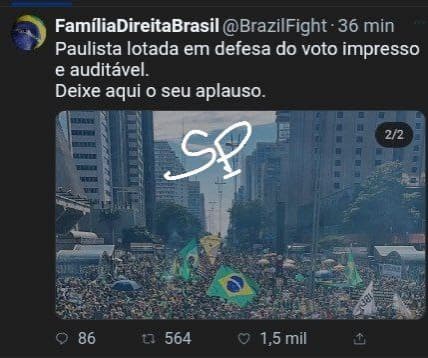 FamíliaDireitaBrasil @BrazilFight · 36 min
Paulista lotada em defesa do voto impresso
e auditável.
Deixe aqui o seu aplauso.
2/2
SP
86 564 1,5 mil